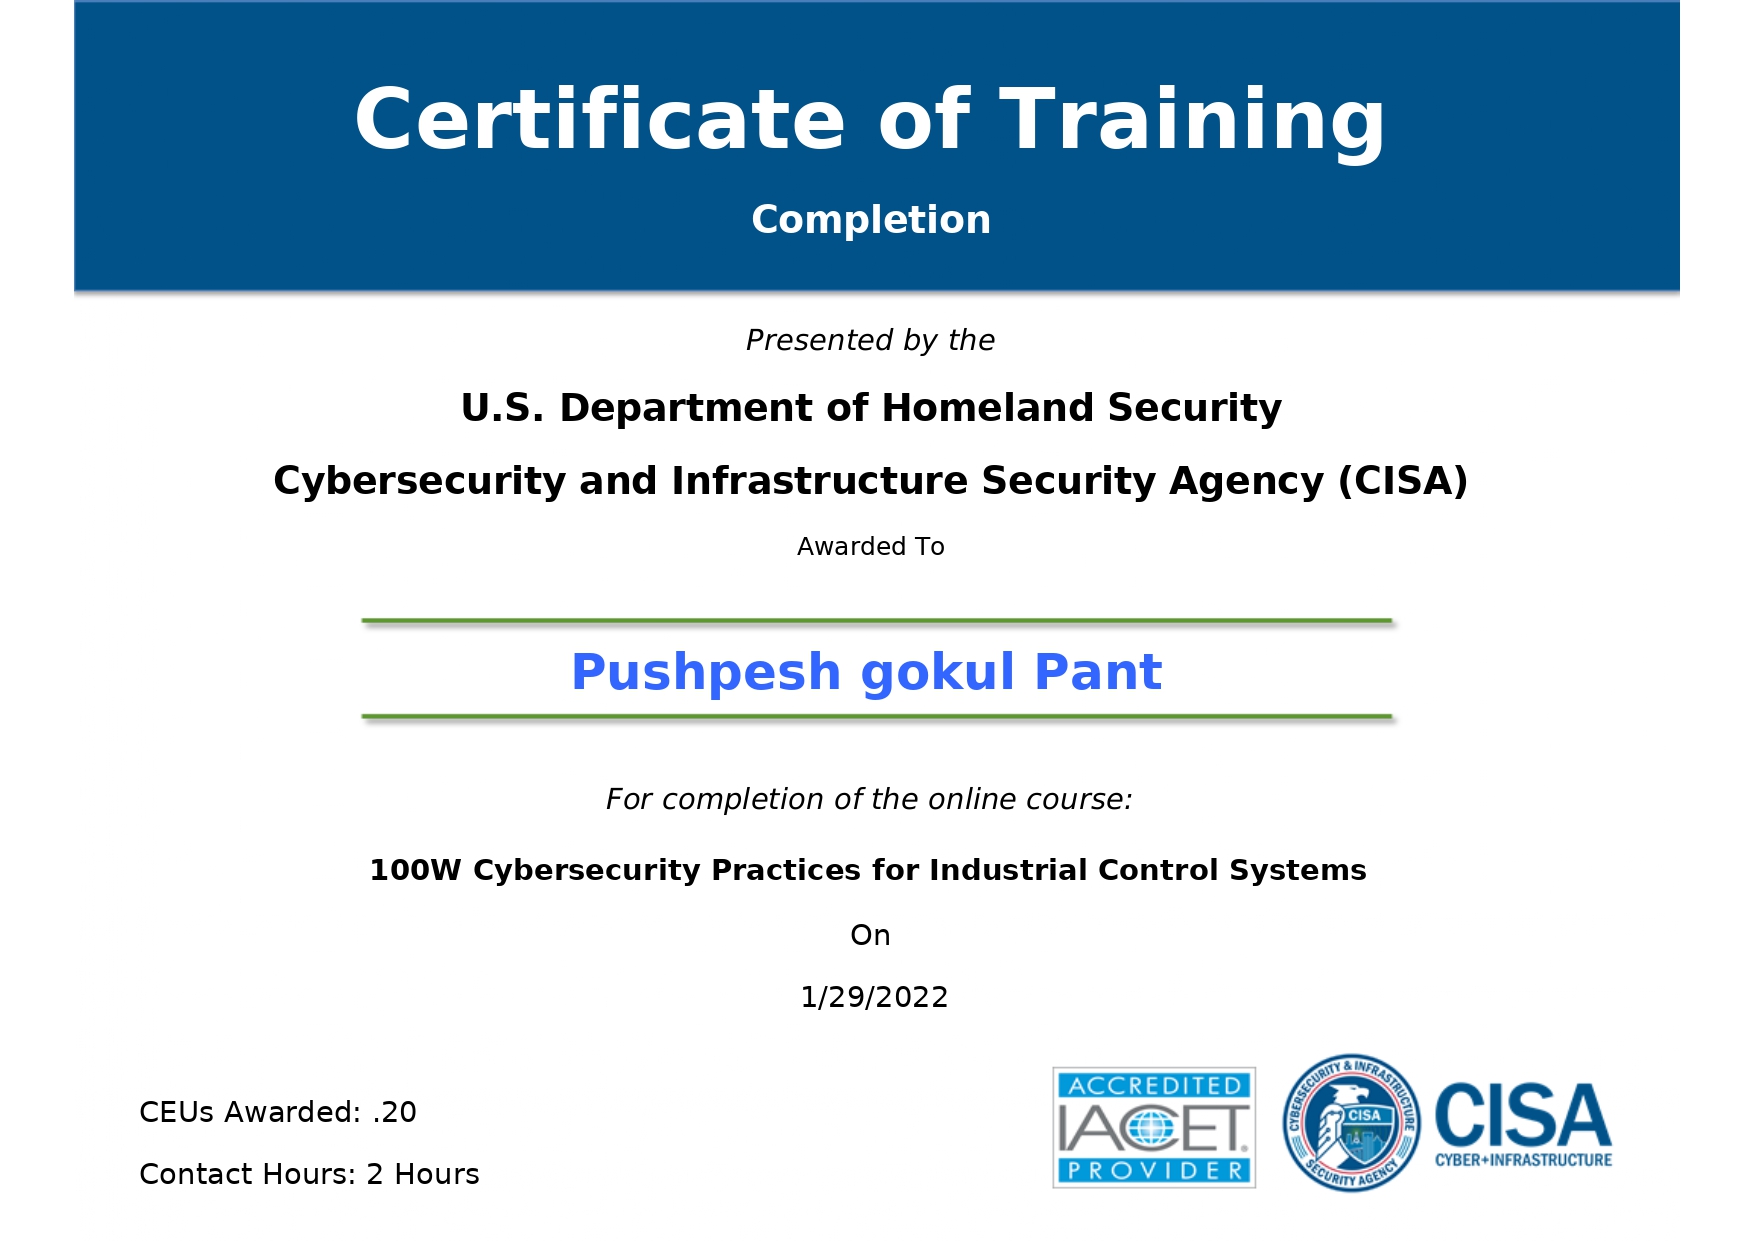 Certificate of Training
Completion
Presented by the
U.S. Department of Homeland Security
Cybersecurity and Infrastructure Security Agency (CISA)
Awarded To
Pushpesh gokul Pant
For completion of the online course:
100W Cybersecurity Practices for Industrial Control Systems
On
1/29/2022
CEUs Awarded: .20
Contact Hours: 2 Hours
ACCREDITED
IACET
PROVIDER
CYBERSECURITY & INFRASTRUCTURE
CISA
SECURITY AGENCY
CISA
CYBER+INFRASTRUCTURE